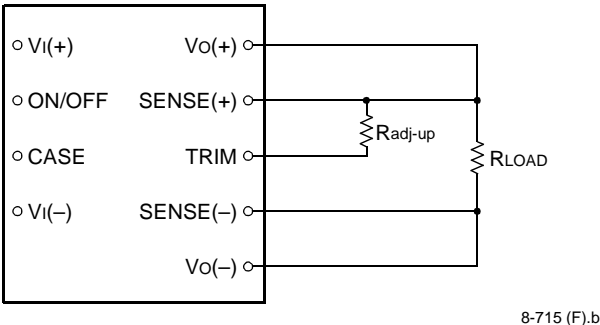 VI(+)
VO(+)
ON/OFF
SENSE(+)
Radj-up
CASE
TRIM
RLOAD
VI(–)
SENSE(–)
VO(–)
8-715 (F).b